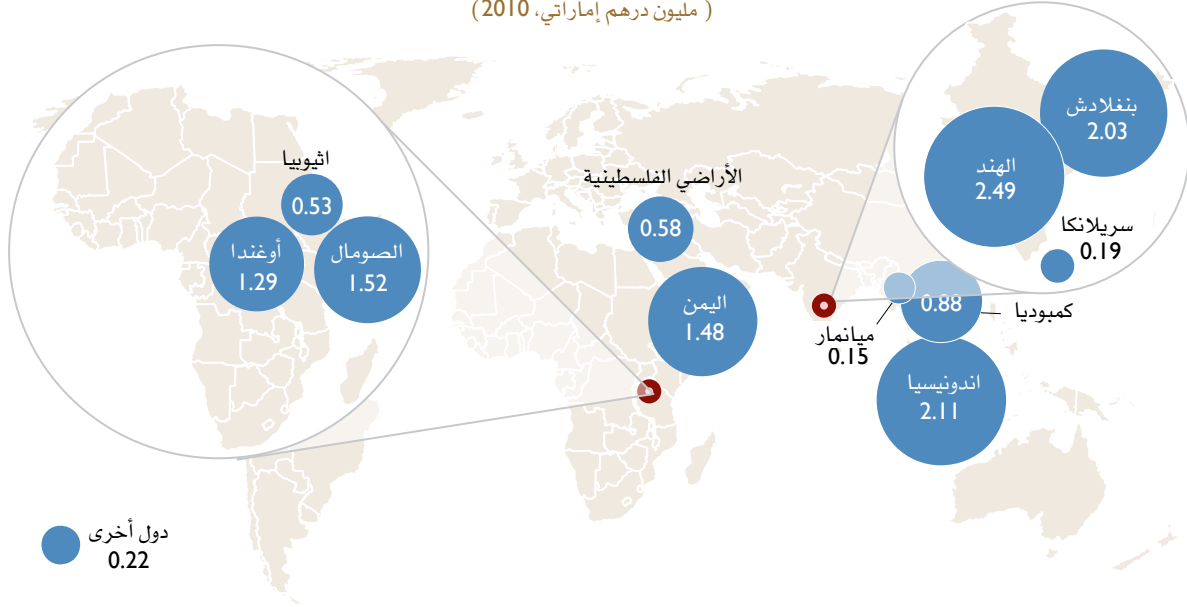 ( مليون درهم إماراتي، 2010)
بنغلادش
2.03
الهند
2.49
سريلانكا
0.19
اثيوبيا
0.53
أوغندا
1.29
الصومال
1.52
الأراضي الفلسطينية
0.58
اليمن
1.48
ميانمار
0.15
0.88
كمبوديا
اندونيسيا
2.11
دول أخرى
0.22